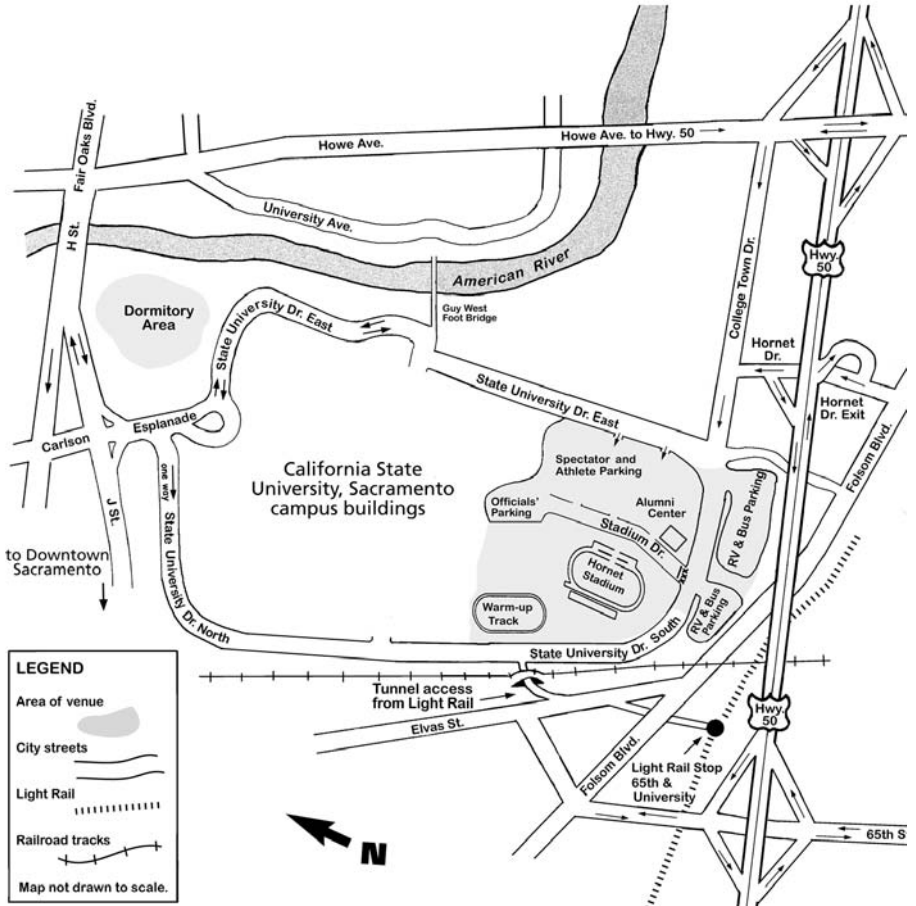 Fair Oaks Blvd.
Howe Ave.
Howe Ave. to Hwy. 50
H St.
University Ave.
American River
Hwy.
50
College Town Dr.
Dormitory
Area
Guy West
Foot Bridge
State University Dr. East
Hornet
Dr.
Hornet
Dr. Exit
State University Dr. East
Folsom Blvd.
Carlson
Esplanade
one way
J St.
California State
University, Sacramento
campus buildings
Spectator and
Athlete Parking
Officials'
Parking
Alumni
Center
Stadium Dr.
RV & Bus Parking
xxx
Hornet
Stadium
to Downtown
Sacramento
State University Dr. North
Warm-up
Track
RV & Bus
Parking
State University Dr. South
Tunnel access
from Light Rail
Elvas St.
Folsom Blvd.
Hwy.
50
Light Rail Stop
65th &
University
65th S
N
LEGEND
Area of venue
City streets
Light Rail
Railroad tracks
Map not drawn to scale.